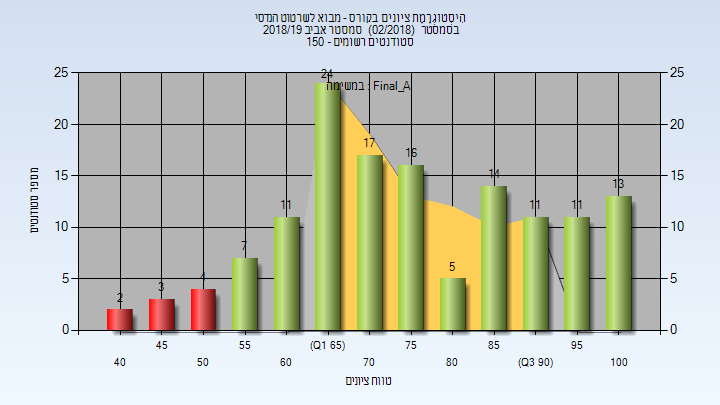 היסטוגרמת ציונים בקורס - מבוא לשרטוט הנדסי
בסמסטר (02/2018) סמסטר אביב 2018/19
סטודנטים רשומים - 150
במשימה : Final_A
מספר סטודנטים
25 20 15 10 5 0
25 20 15 10 5 0
2 3 4 7 11 24 17 16 5 14 11 11 13
40 45 50 55 60 (Q1 65) 70 75 80 85 (Q3 90) 95 100
טווח ציונים